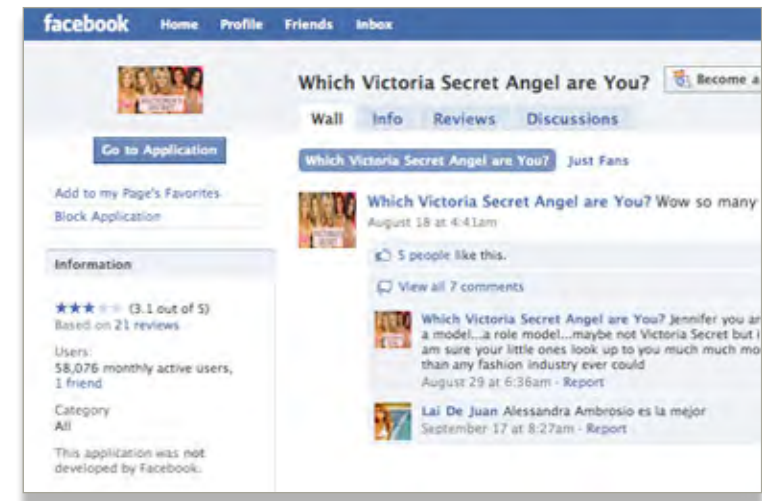 facebook Home Profile Friends Inbox
Go to Application
Add to my Page's Favorites
Block Application
Information
★★★☆☆ (3.1 out of 5)
Based on 21 reviews
Users:
58,076 monthly active users,
1 friend
Category
All
This application was not
developed by Facebook.
Which Victoria Secret Angel are You? Become a
Wall Info Reviews Discussions
Which Victoria Secret Angel are You? Just Fans
Which Victoria Secret Angel are You? Wow so many
August 18 at 4:41am
5 people like this.
View all 7 comments
Which Victoria Secret Angel are You? Jennifer you ar
a model...a role model...maybe not Victoria Secret but i
am sure your little ones look up to you much much mo
than any fashion industry ever could
August 29 at 6:36am · Report
Lai De Juan Alessandra Ambrosio es la mejor
September 17 at 8:27am · Report